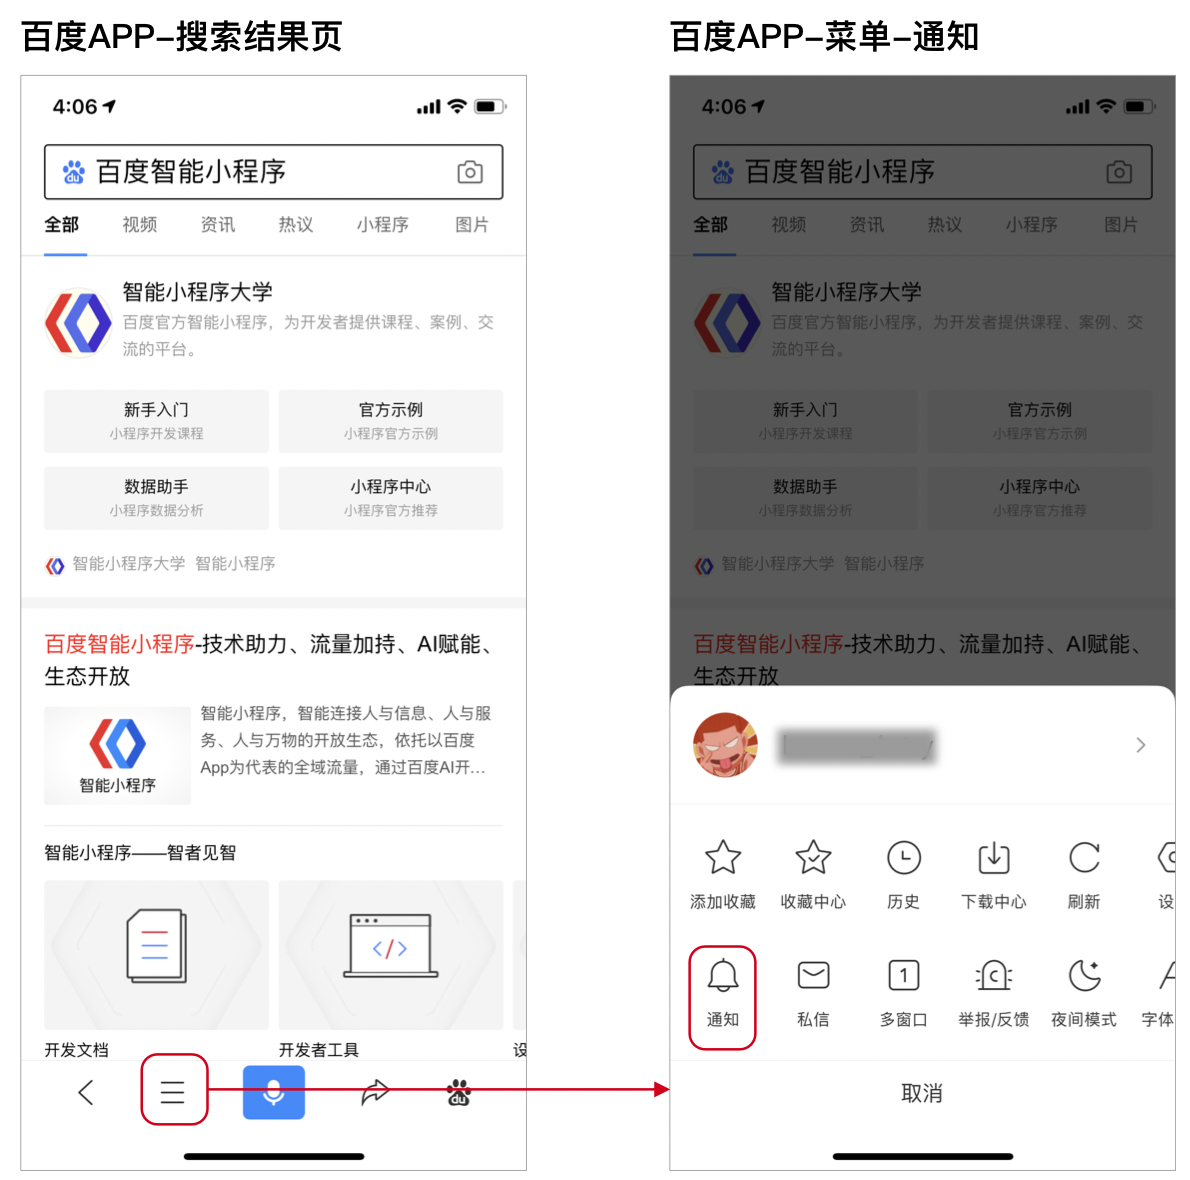 百度APP-搜索结果页
4:06
百度智能小程序
全部 视频 资讯 热议 小程序 图片
智能小程序大学
百度官方智能小程序，为开发者提供课程、案例、交
流的平台。
新手入门 官方示例
小程序开发课程 小程序官方示例
数据助手 小程序中心
小程序数据分析 小程序官方推荐
智能小程序大学 智能小程序
百度智能小程序-技术助力、流量加持、AI赋能、
生态开放
智能小程序，智能连接人与信息、人与服
务、人与万物的开放生态，依托以百度
App为代表的全域流量，通过百度AI开...
智能小程序
智能小程序——智者见智
开发文档 开发者工具 设
du
百度APP-菜单-通知
4:06
百度智能小程序
全部 视频 资讯 热议 小程序 图片
智能小程序大学
百度官方智能小程序，为开发者提供课程、案例、交
流的平台。
新手入门 官方示例
小程序开发课程 小程序官方示例
数据助手 小程序中心
小程序数据分析 小程序官方推荐
智能小程序大学 智能小程序
百度智能小程序-技术助力、流量加持、AI赋能、
生态开放
添加收藏 收藏中心 历史 下载中心 刷新 设
通知 私信 多窗口 举报/反馈 夜间模式 字体
取消